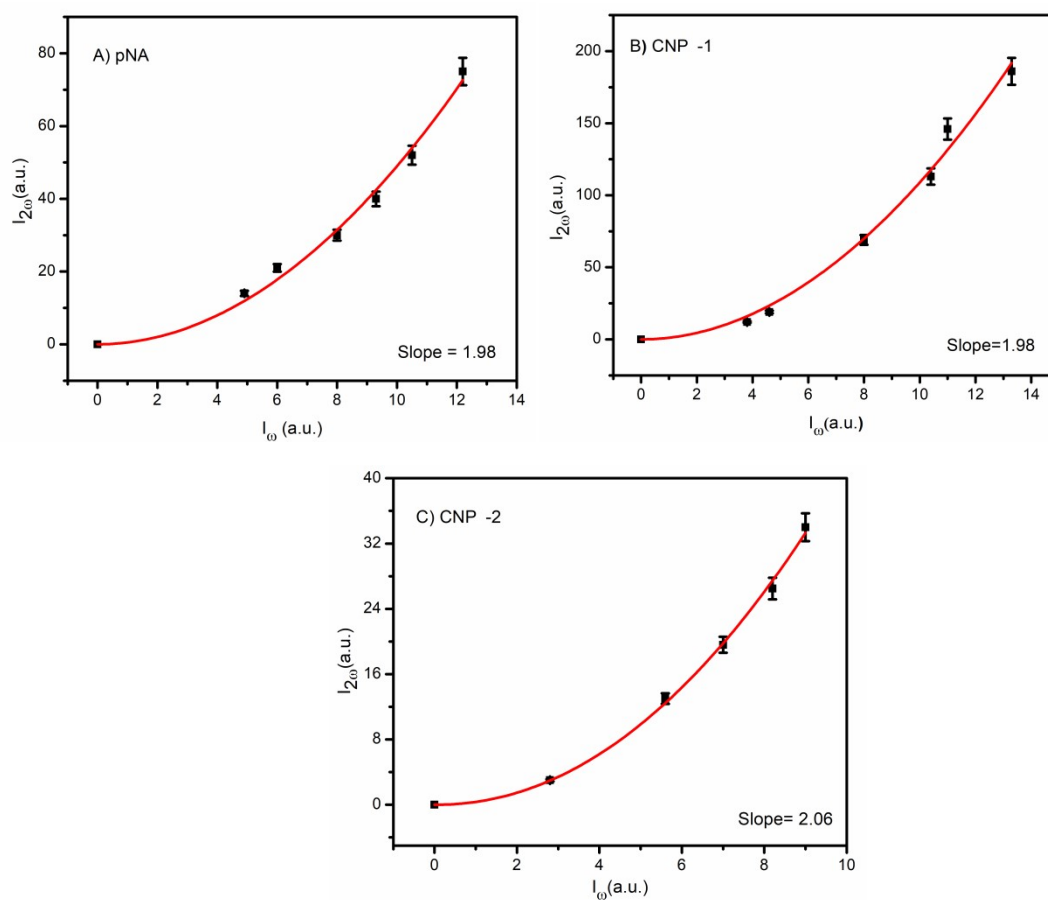 A) pNA
80
60
40
20
0
I2ω(a.u.)
Slope = 1.98
0 2 4 6 8 10 12 14
Iω (a.u.)
B) CNP -1
200
150
100
50
25
0
I2ω(a.u.)
Slope=1.98
0 2 4 6 8 10 12 14
Iω(a.u.)
C) CNP -2
40
32
24
16
8
0
I2ω(a.u.)
Slope= 2.06
0 2 4 6 8 10
Iω(a.u.)